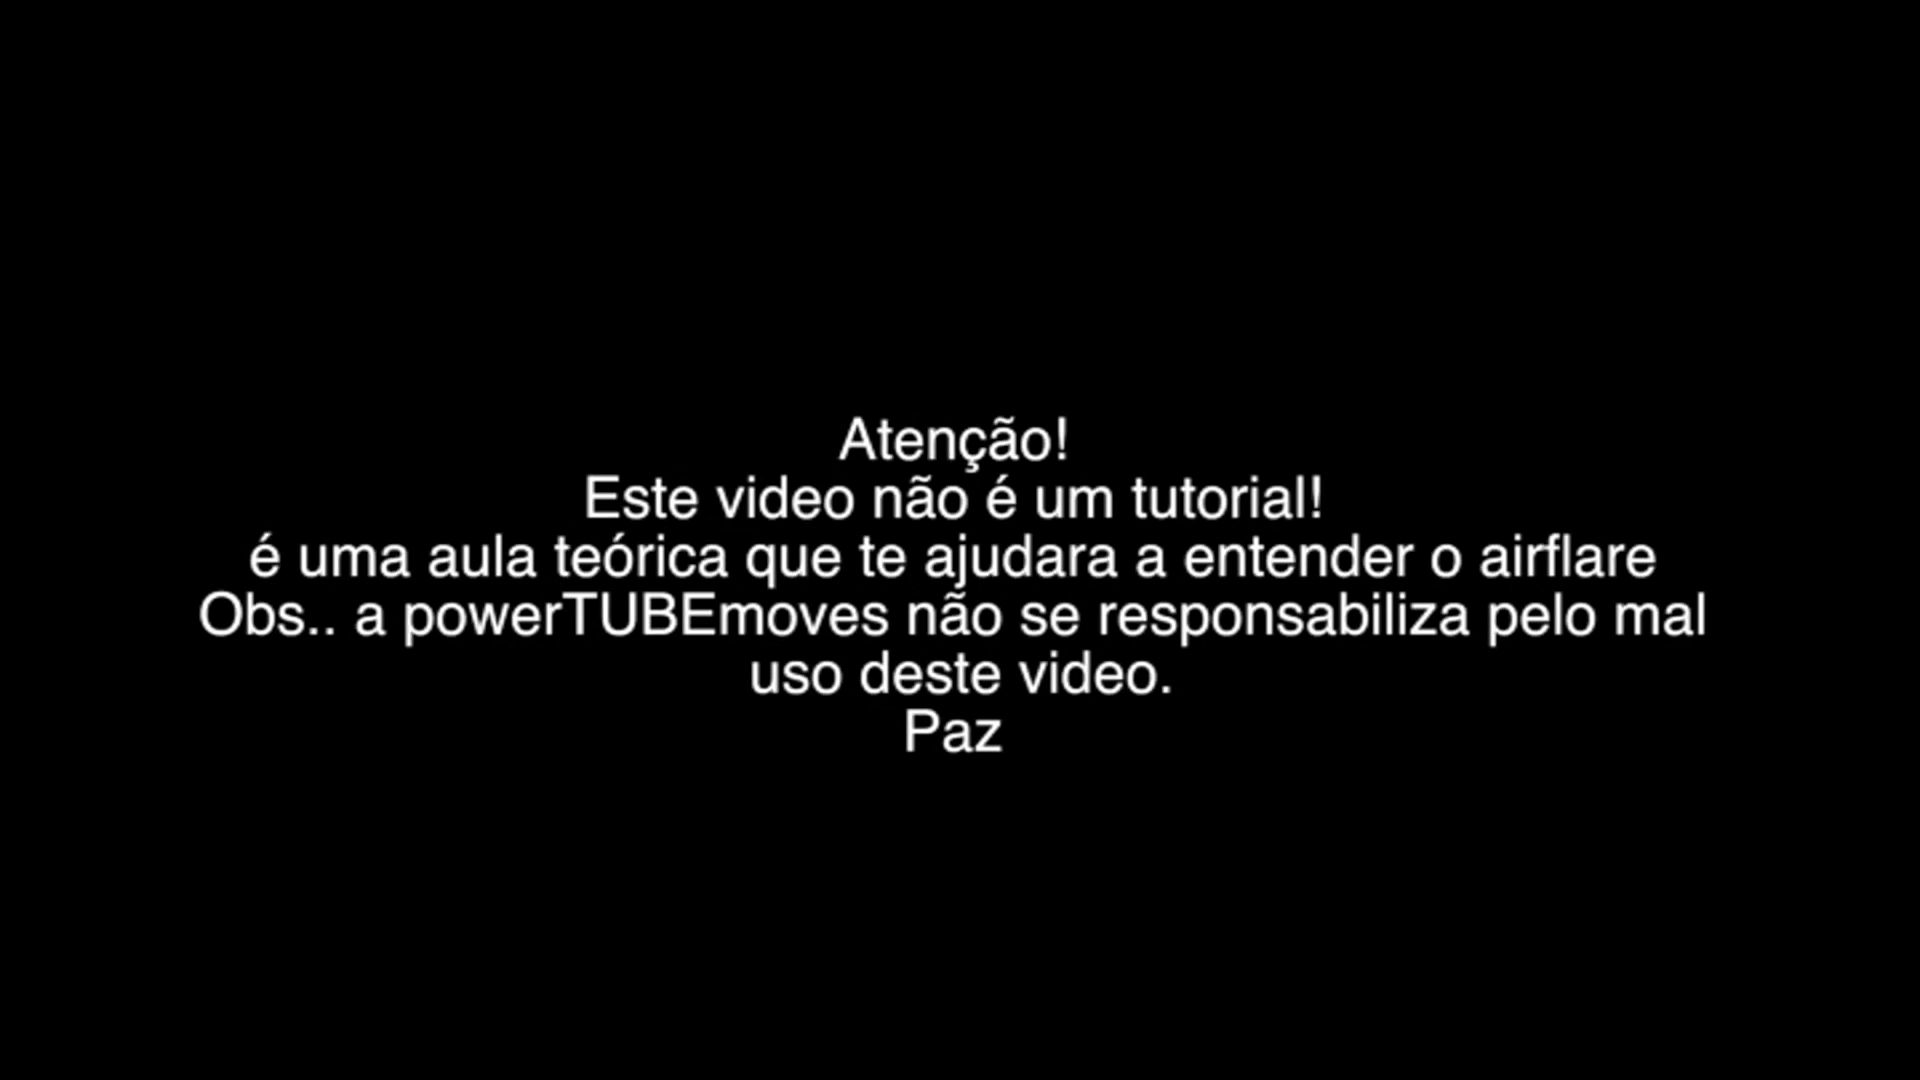 Atenção!
Este video não é um tutorial!
é uma aula teórica que te ajudara a entender o airflare
Obs.. a powerTUBEmoves não se responsabiliza pelo mal
uso deste video.
Paz